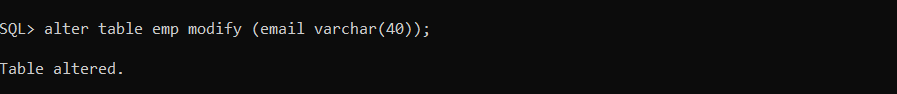 SQL> alter table emp modify (email varchar(40));
Table altered.